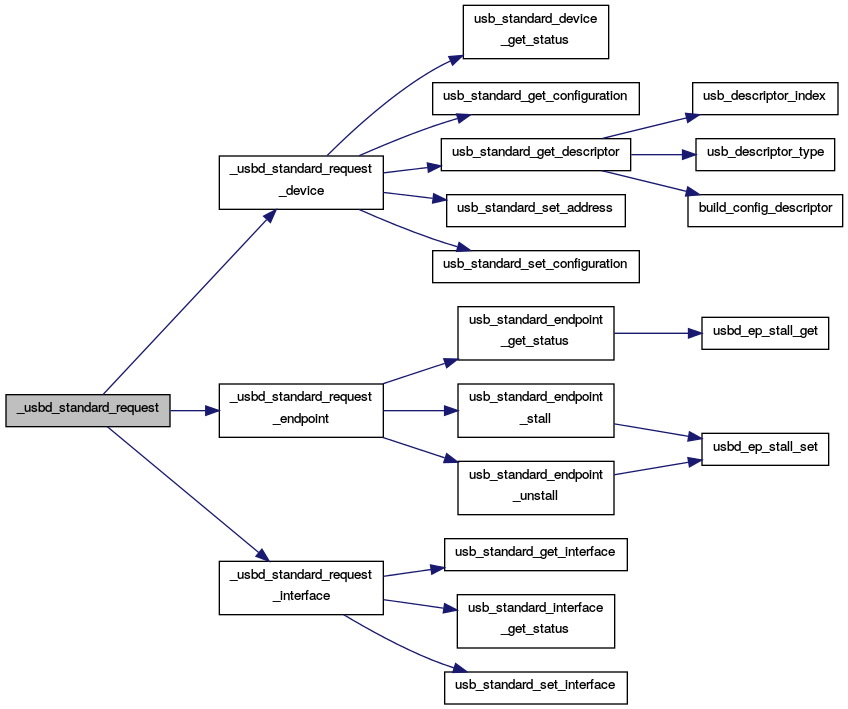 usb_standard_device
_get_status
usb_standard_get_configuration
usb_descriptor_index
usb_standard_get_descriptor
usb_descriptor_type
_usbd_standard_request
_device
usb_standard_set_address
build_config_descriptor
usb_standard_set_configuration
usb_standard_endpoint
_get_status
usbd_ep_stall_get
_usbd_standard_request
_usbd_standard_request
_endpoint
usb_standard_endpoint
_stall
usbd_ep_stall_set
usb_standard_endpoint
_unstall
usb_standard_get_interface
_usbd_standard_request
_interface
usb_standard_interface
_get_status
usb_standard_set_interface